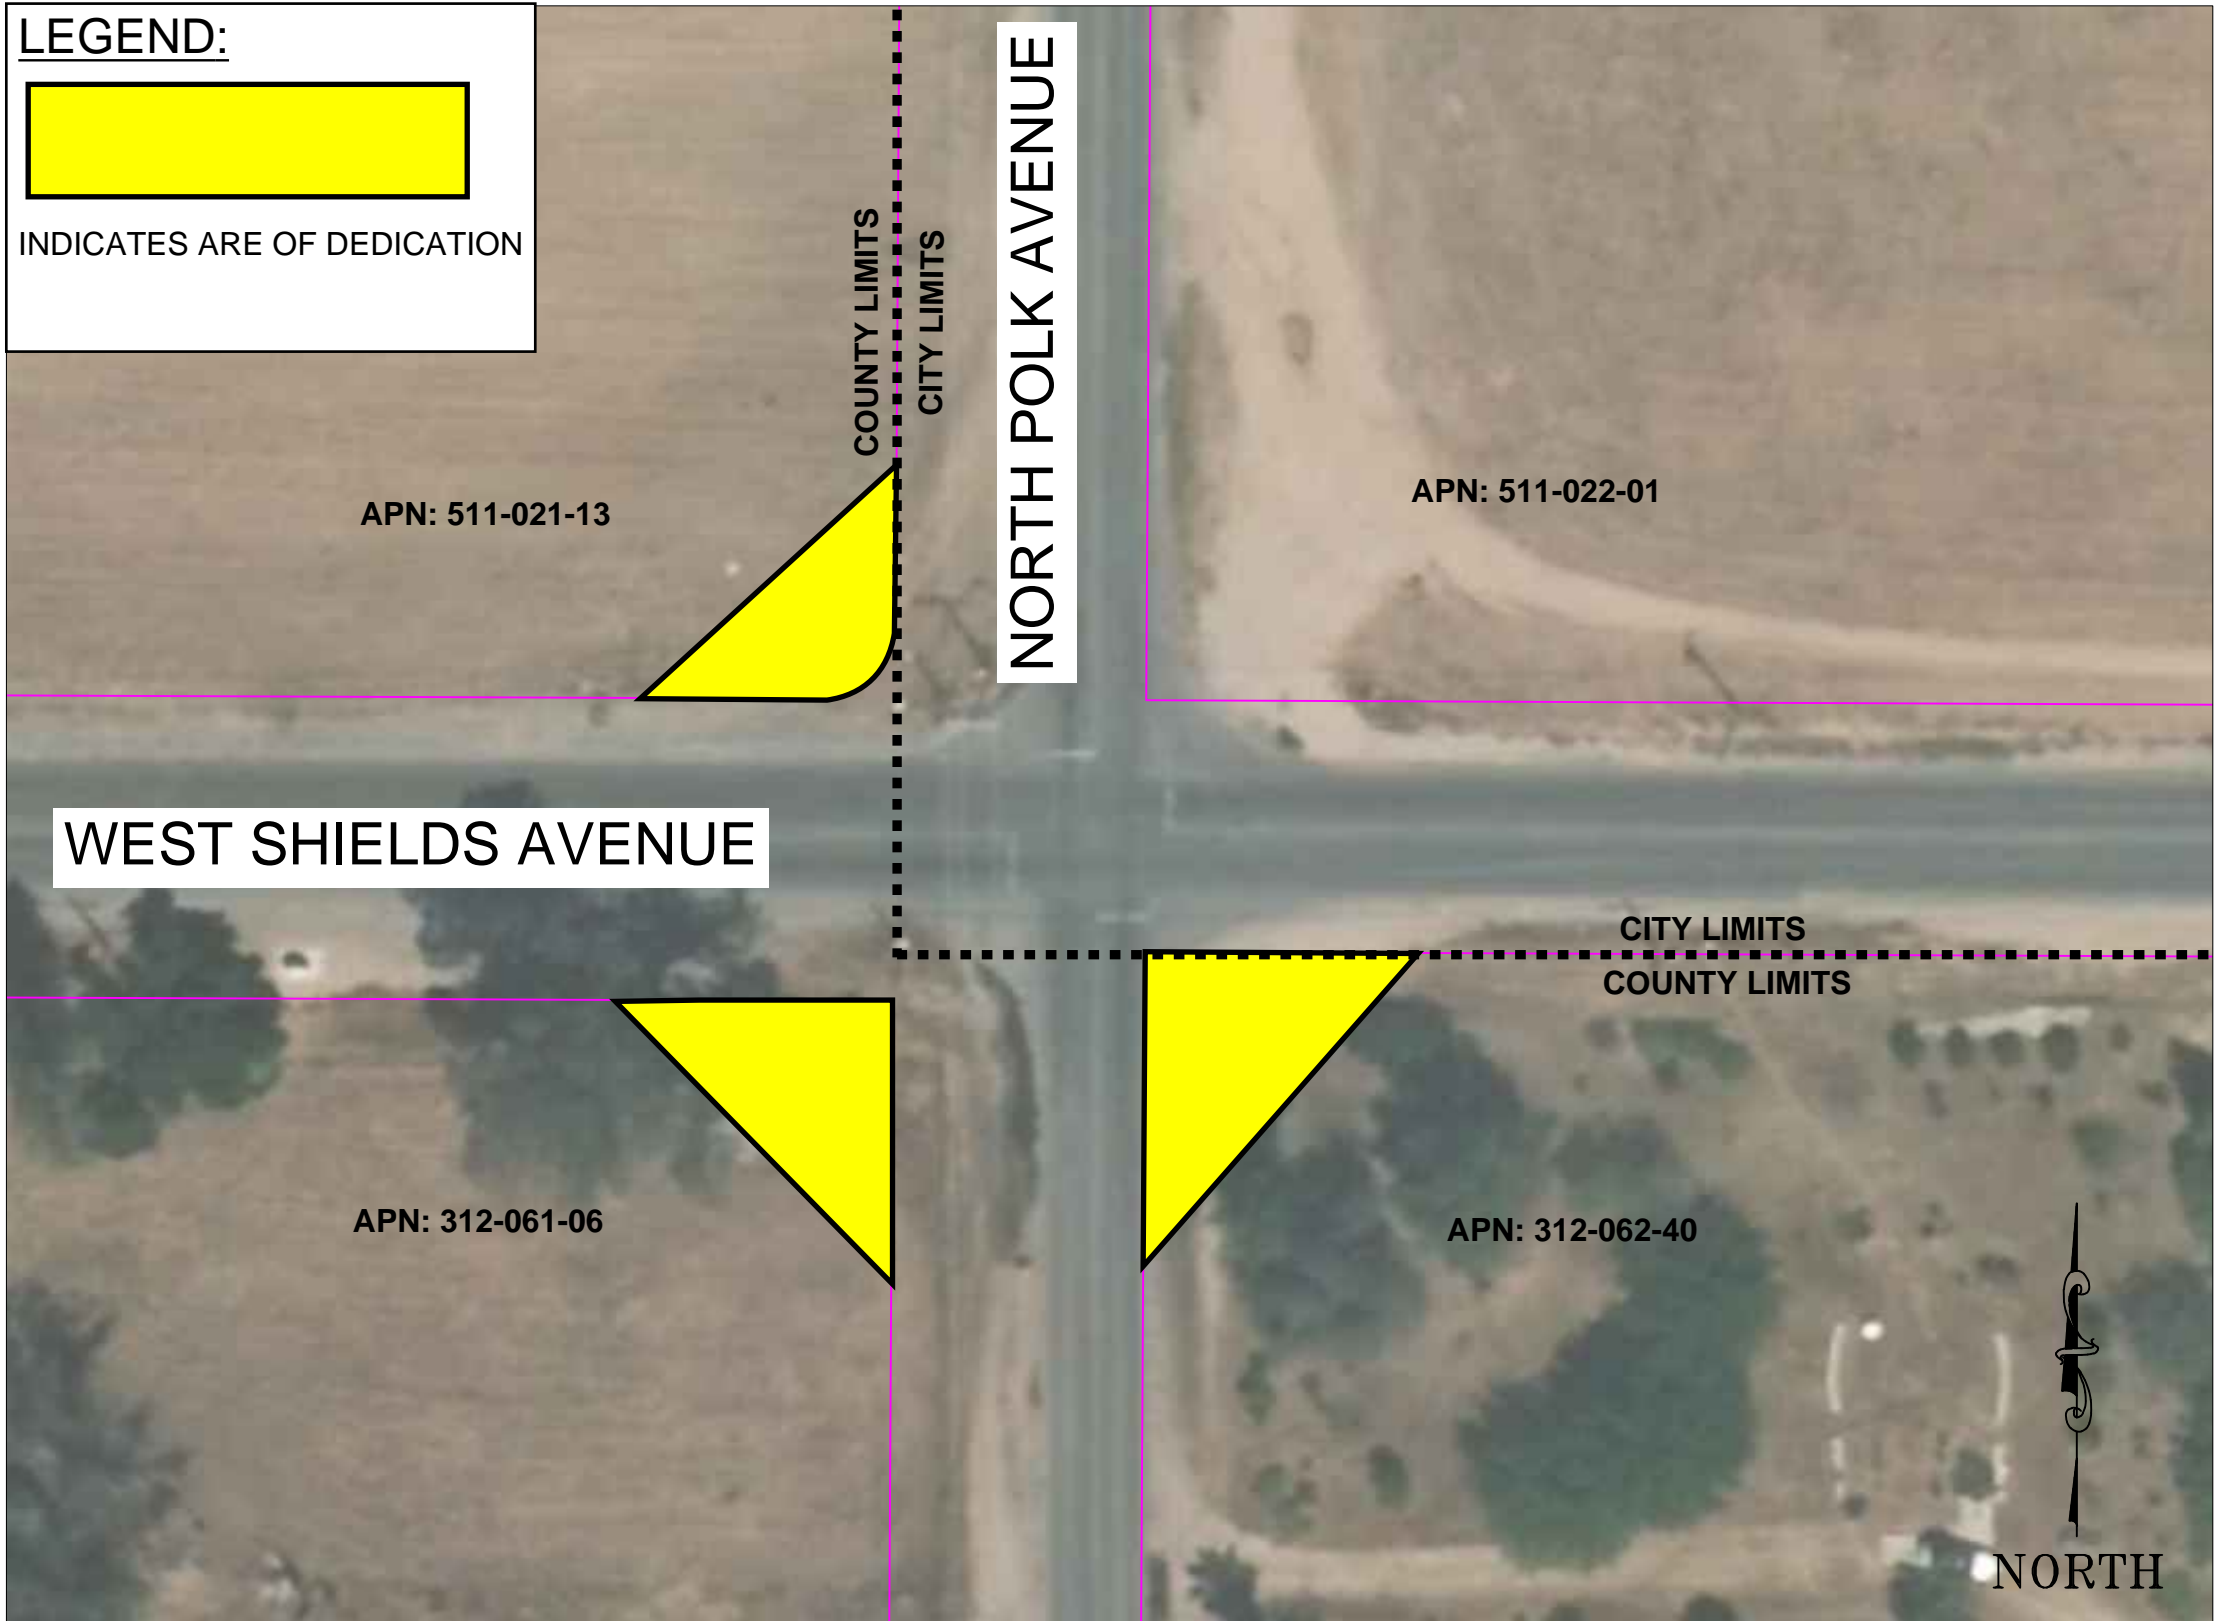 LEGEND:
INDICATES ARE OF DEDICATION
COUNTY LIMITS
CITY LIMITS
NORTH POLK AVENUE
APN: 511-021-13
APN: 511-022-01
WEST SHIELDS AVENUE
CITY LIMITS
COUNTY LIMITS
APN: 312-061-06
APN: 312-062-40
NORTH